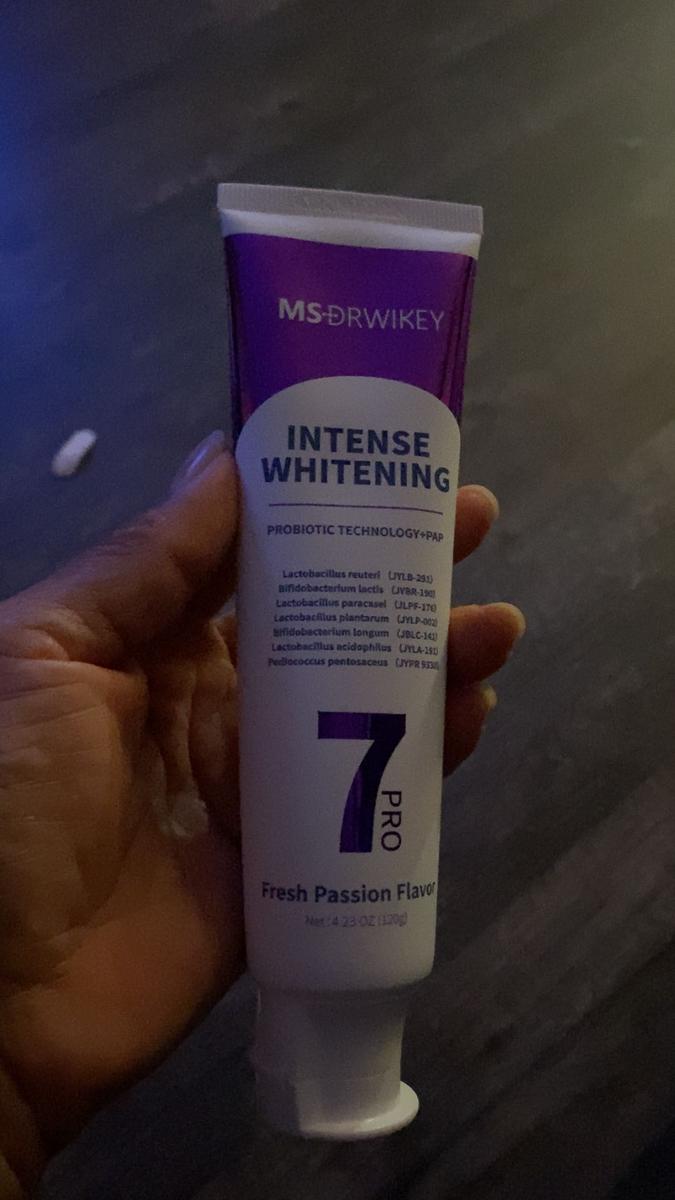 MS-DRWIKEY
INTENSE
WHITENING
PROBIOTIC TECHNOLOGY+PAP
Lactobacillus reuteri (JYLB-291)
Bifidobacterium lactis (JYBR-190)
Lactobacillus paracasei (JLPF-176)
Lactobacillus plantarum (JYLP-002)
Bifidobacterium longum (JBLC-141)
Lactobacillus acidophilus (JYLA-191)
Pediococcus pentosaceus
7
PRO
Fresh Passion Flavor
Net: 4.23 OZ (120g)